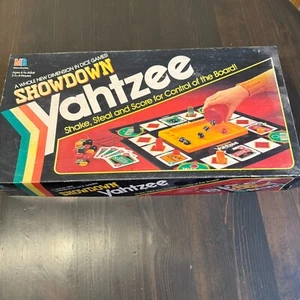 MB
A WHOLE NEW DIMENSION IN DICE GAMES!
SHOWDOWN
Yahtzee
Shake, Steal and Score for Control of the Board!
SHOWDOWN
Yahtzee